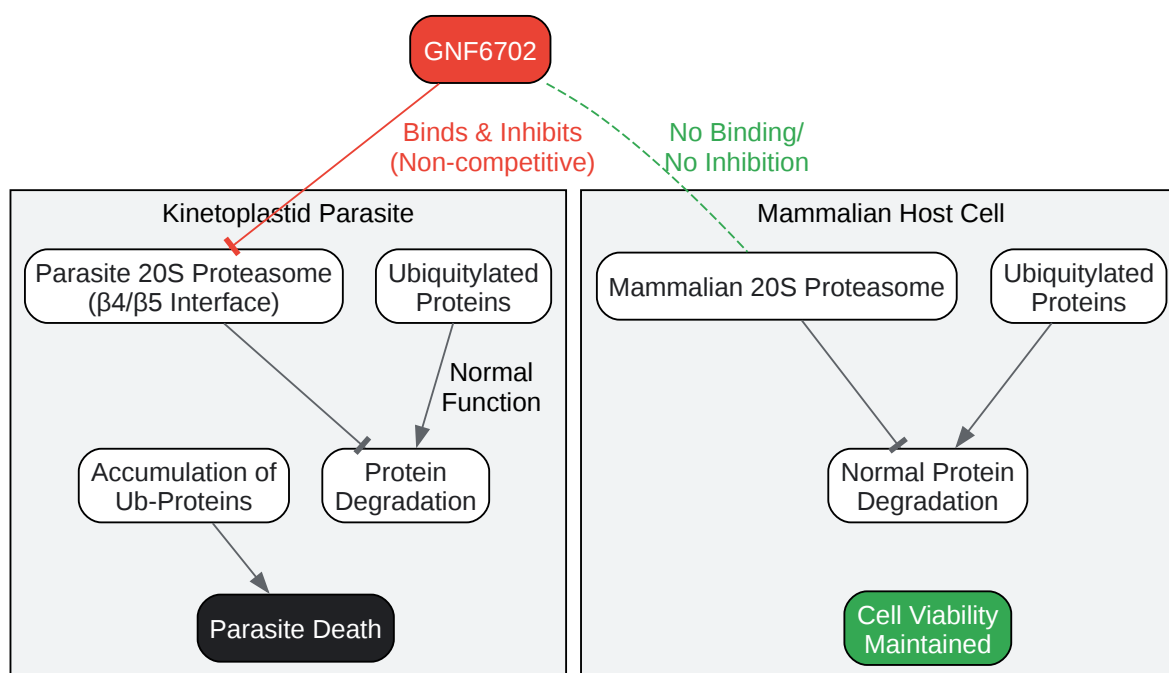 GNF6702
Binds & Inhibits
(Non-competitive)
No Binding/
No Inhibition
Kinetoplastid Parasite
Parasite 20S Proteasome
(β4/β5 Interface)
Ubiquitylated
Proteins
Normal
Function
Accumulation of
Ub-Proteins
Protein
Degradation
Parasite Death
Mammalian Host Cell
Mammalian 20S Proteasome
Ubiquitylated
Proteins
Normal Protein
Degradation
Cell Viability
Maintained